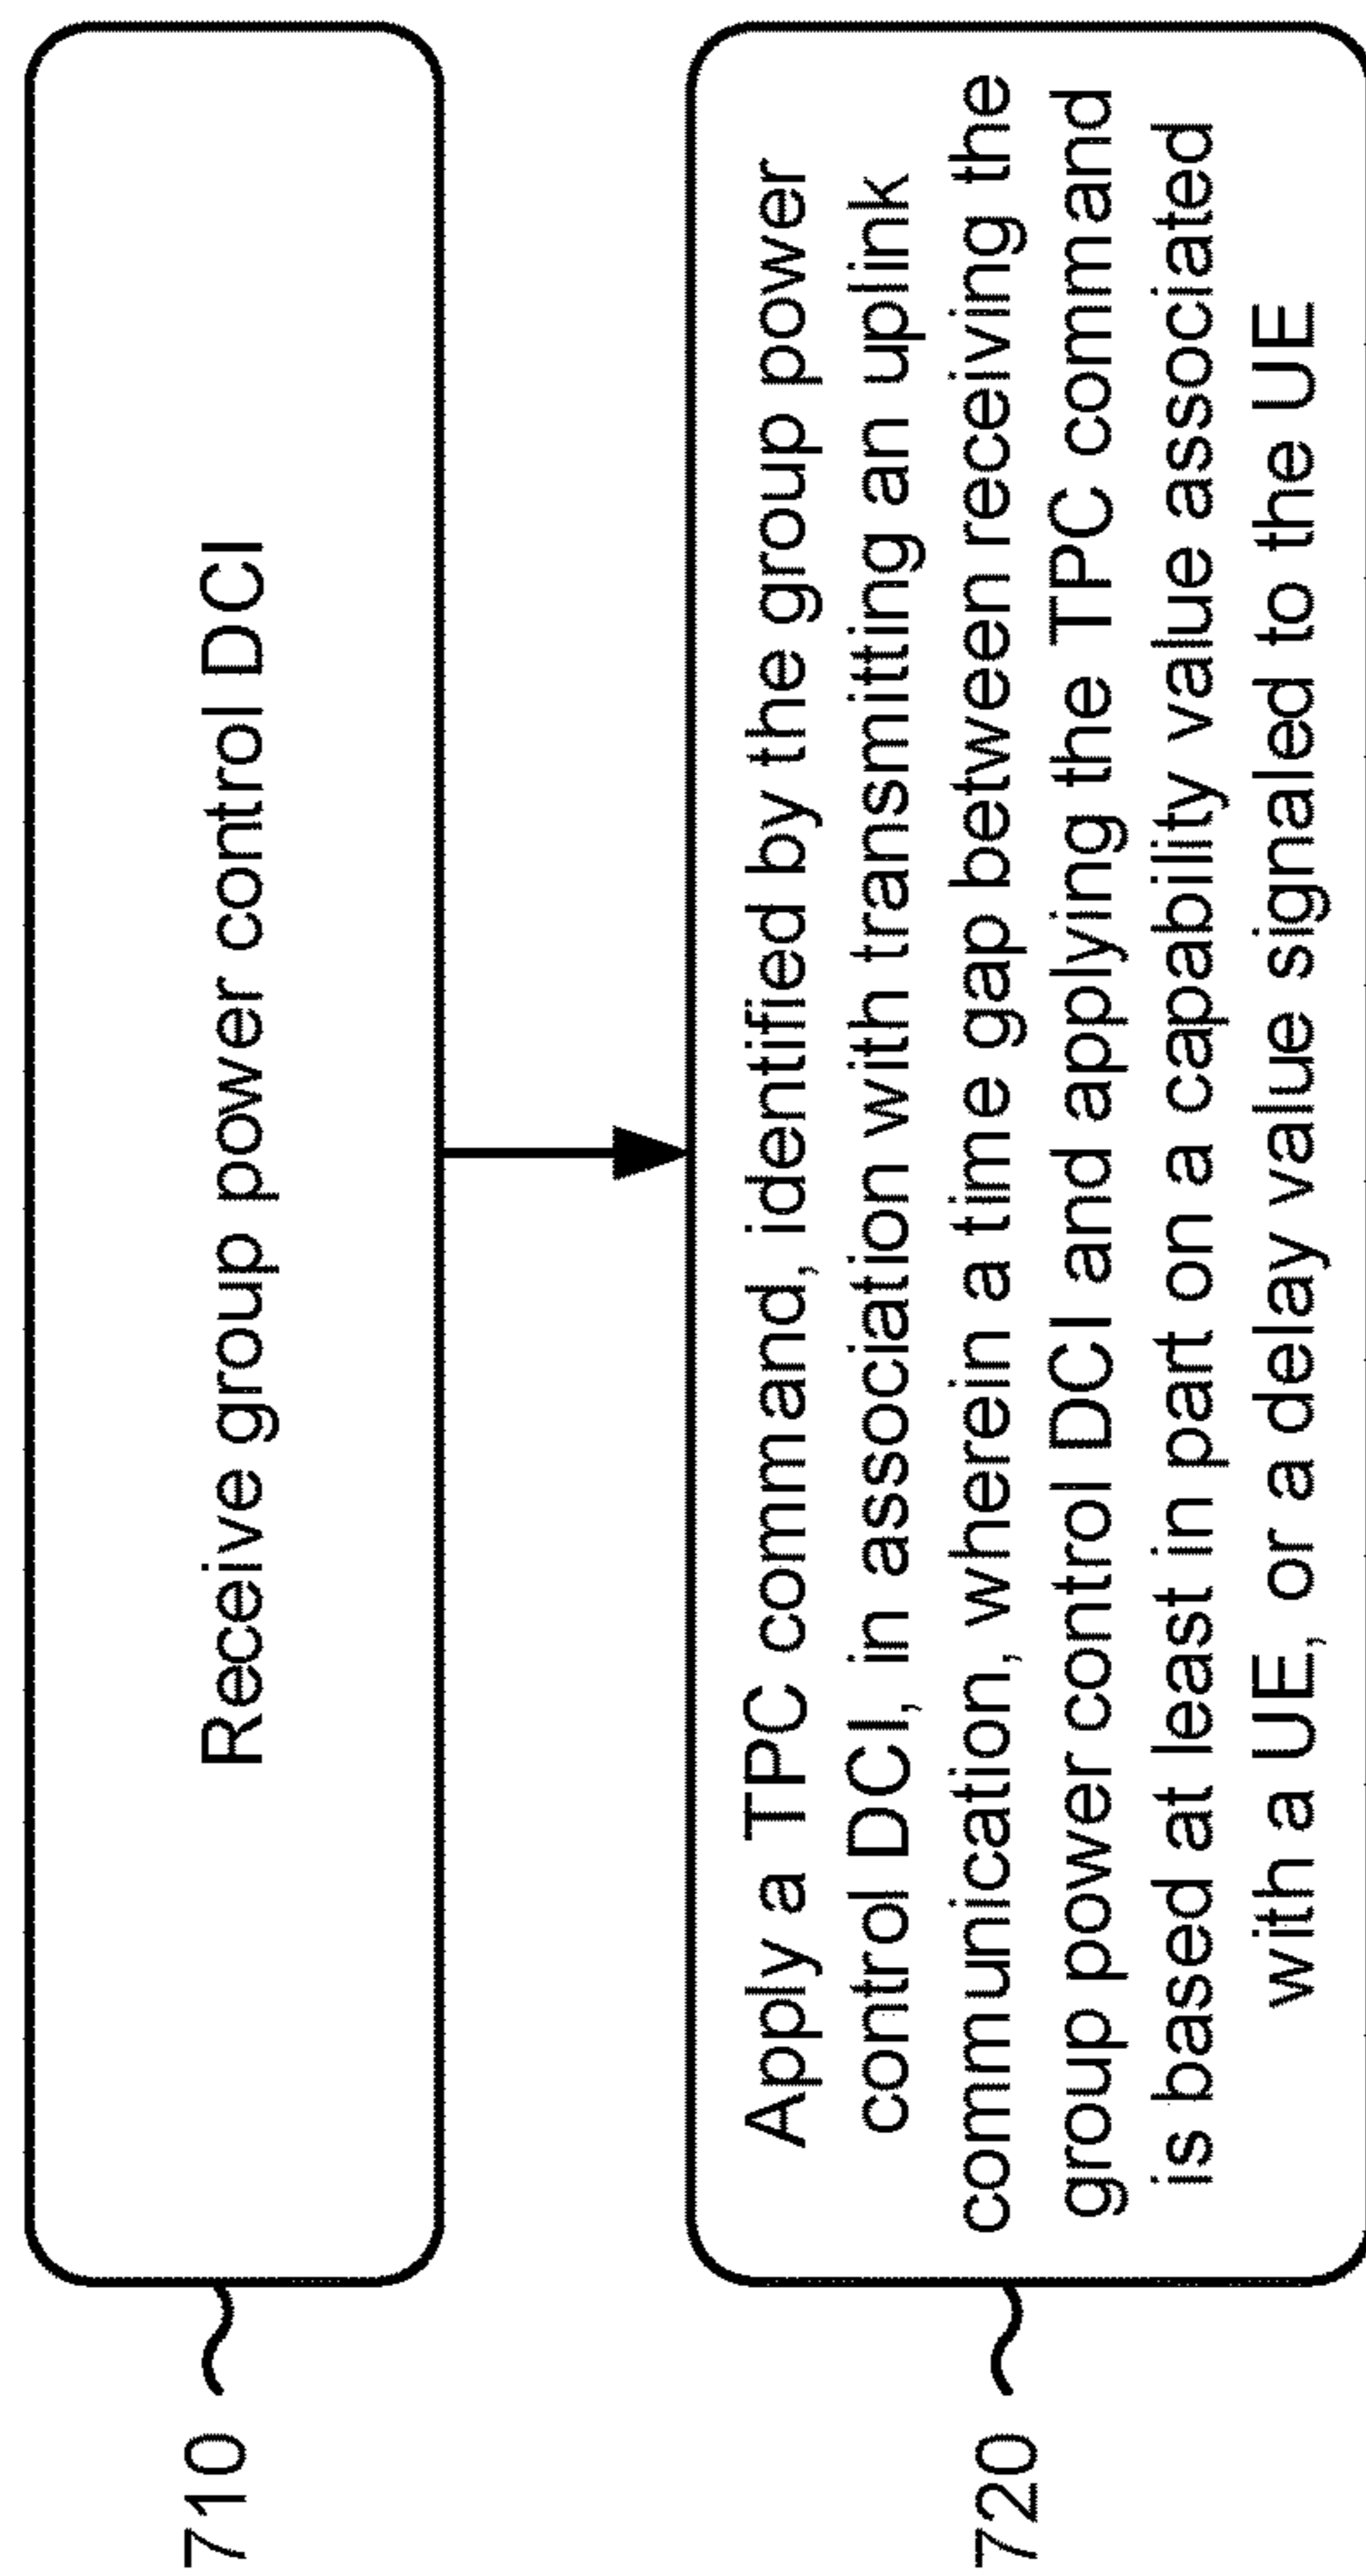 710
Receive group power control DCI
720
Apply a TPC command, identified by the group power
control DCI, in association with transmitting an uplink
communication, wherein a time gap between receiving the
group power control DCI and applying the TPC command
is based at least in part on a capability value associated
with a UE, or a delay value signaled to the UE